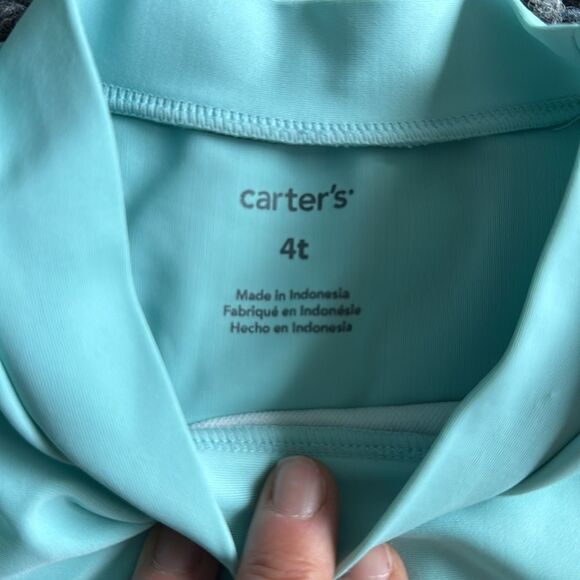 carter's
4t
Made in Indonesia
Fabriqué en Indonésie
Hecho en Indonesia